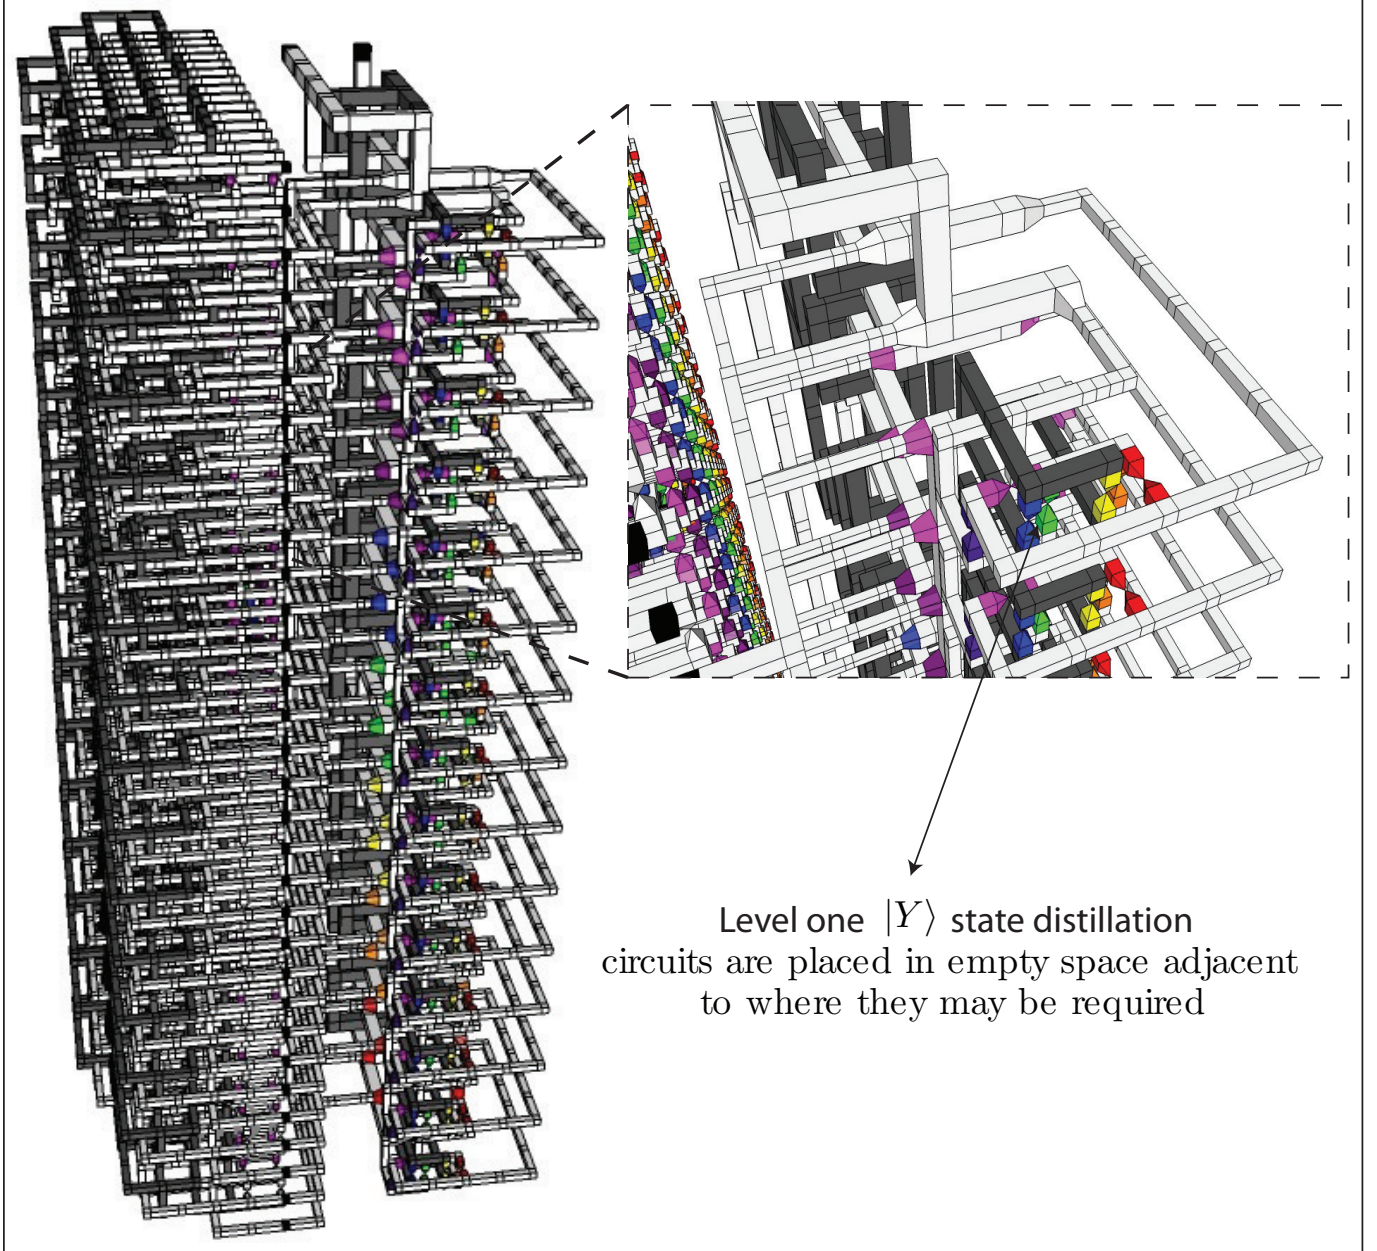 Level one |Y⟩ state distillation
circuits are placed in empty space adjacent
to where they may be required